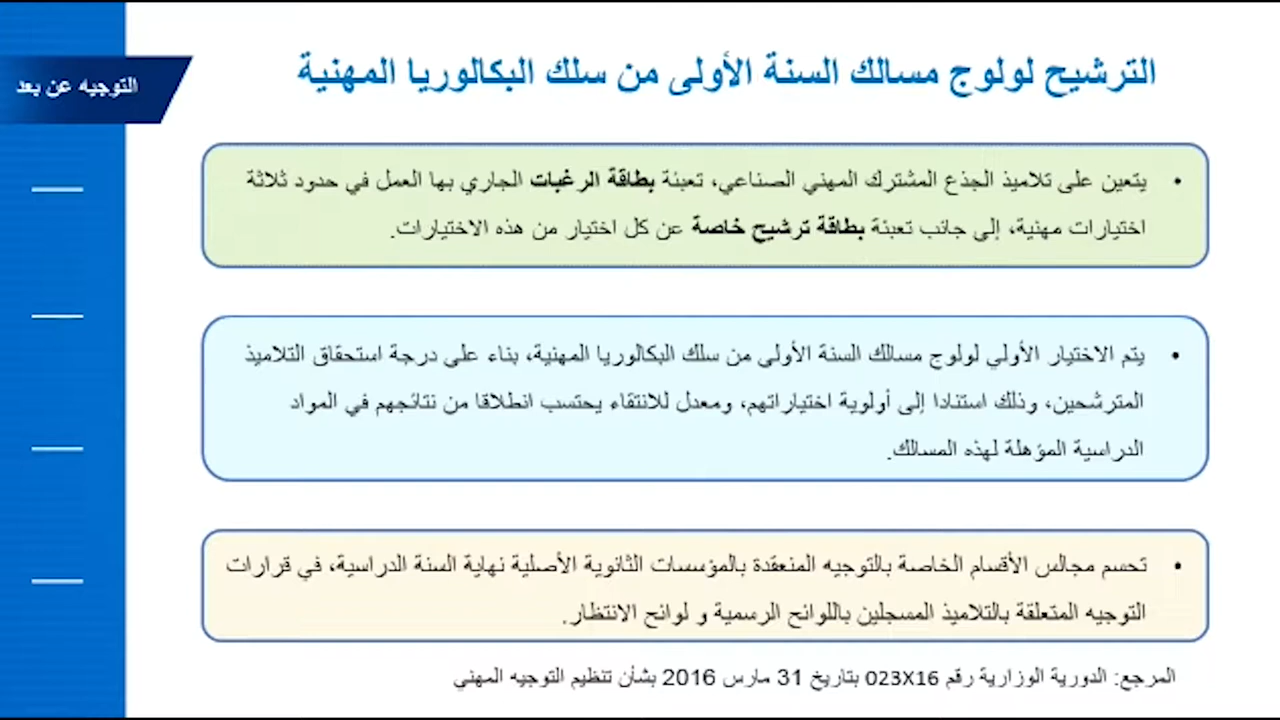 الترشيح لولوج مسالك السنة الأولى من سلك البكالوريا المهنية
التوجيه عن بعد
• يتعين على تلاميذ الجذع المشترك المهني الصناعي، تعبئة بطاقة الرغبات الجاري بها العمل في حدود ثلاثة
اختيارات مهنية، إلى جانب تعبئة بطاقة ترشيح خاصة عن كل اختيار من هذه الاختيارات.
• يتم الاختيار الأولي لولوج مسالك السنة الأولى من سلك البكالوريا المهنية، بناء على درجة استحقاق التلاميذ
المترشحين، وذلك استنادا إلى أولوية اختياراتهم، ومعدل للانتقاء يحتسب انطلاقا من نتائجهم في المواد
الدراسية المؤهلة لهذه المسالك.
• تحسم مجالس الأقسام الخاصة بالتوجيه المنعقدة بالمؤسسات الثانوية الأصلية نهاية السنة الدراسية، في قرارات
التوجيه المتعلقة بالتلاميذ المسجلين باللوائح الرسمية و لوائح الانتظار.
المرجع: الدورية الوزارية رقم 023X16 بتاريخ 31 مارس 2016 بشأن تنظيم التوجيه المهني